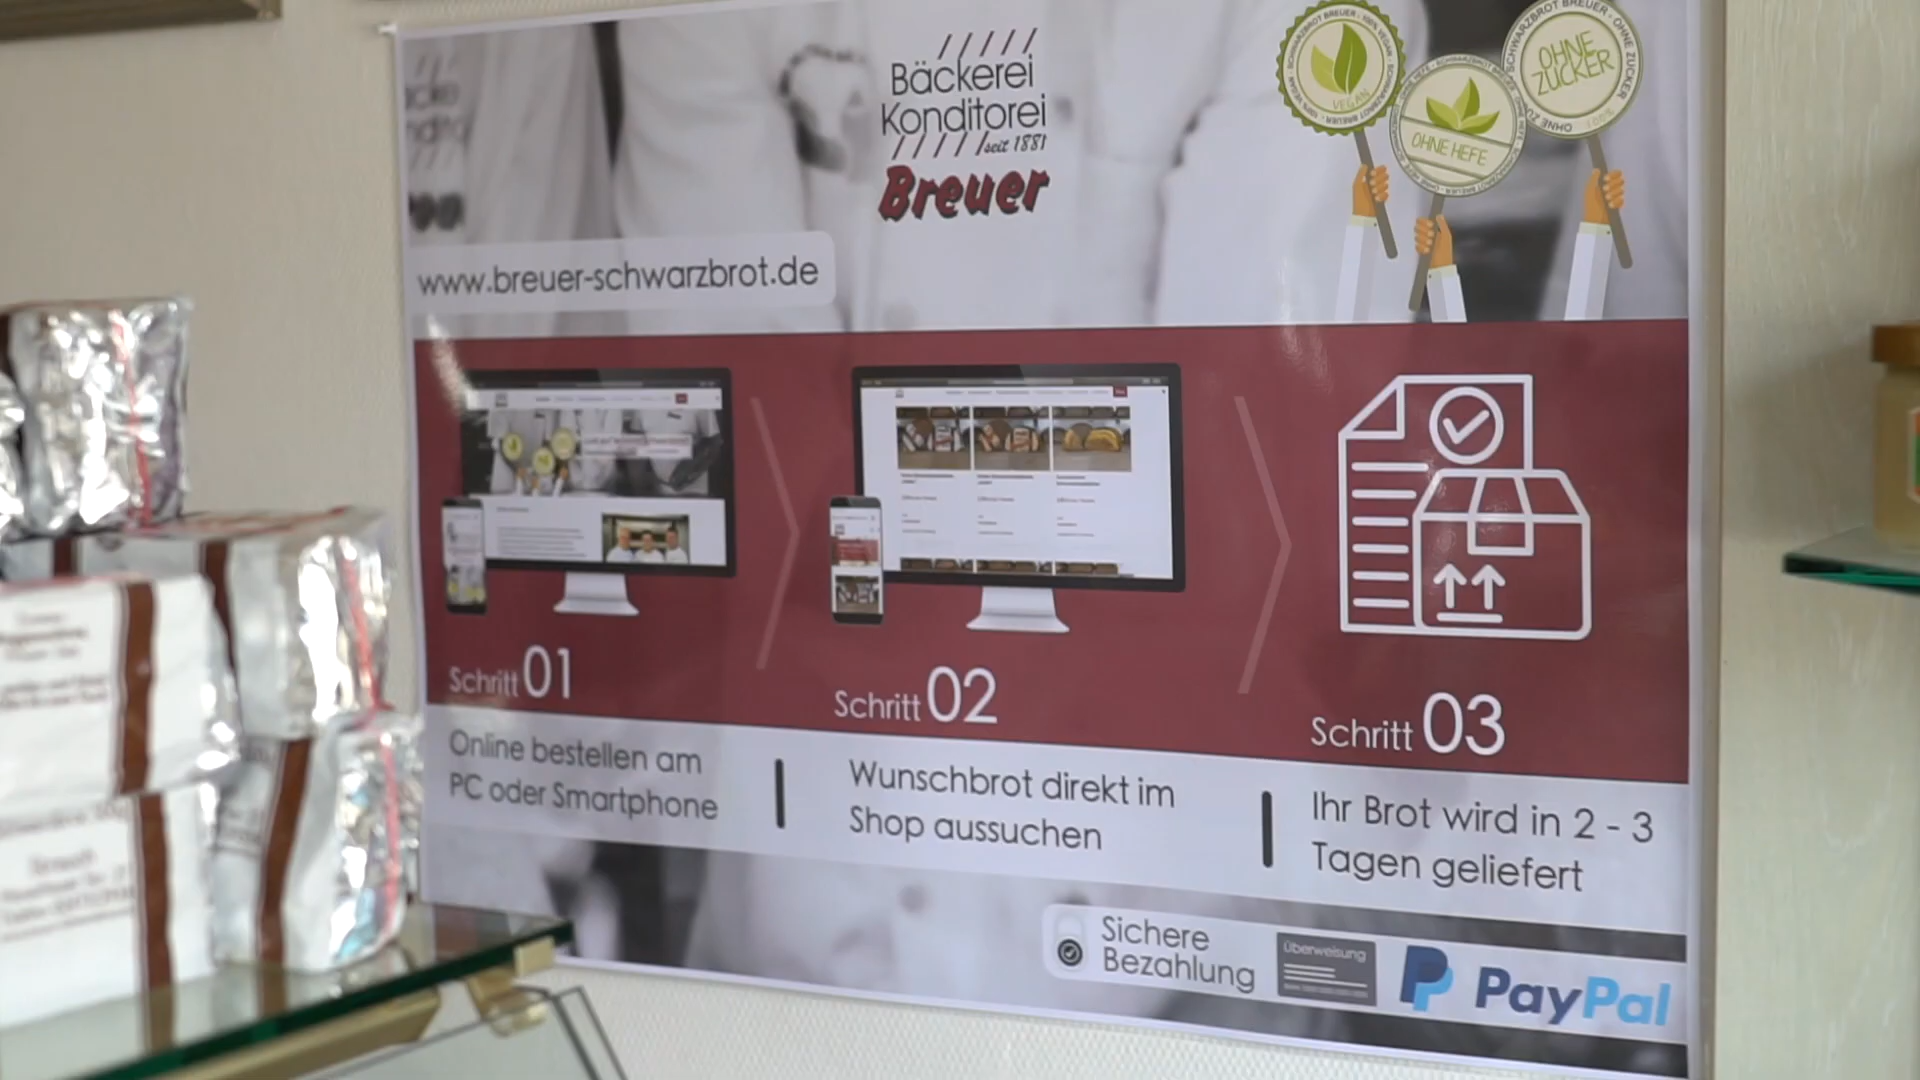 Bäckerei
Konditorei
seit 1881
Breuer
www.breuer-schwarzbrot.de
VEGAN
OHNE HEFE
OHNE
ZUCKER
100%
Schritt 01
Online bestellen am
PC oder Smartphone
Schritt 02
Wunschbrot direkt im
Shop aussuchen
Schritt 03
Ihr Brot wird in 2 - 3
Tagen geliefert
Sichere
Bezahlung
Überweisung
PayPal